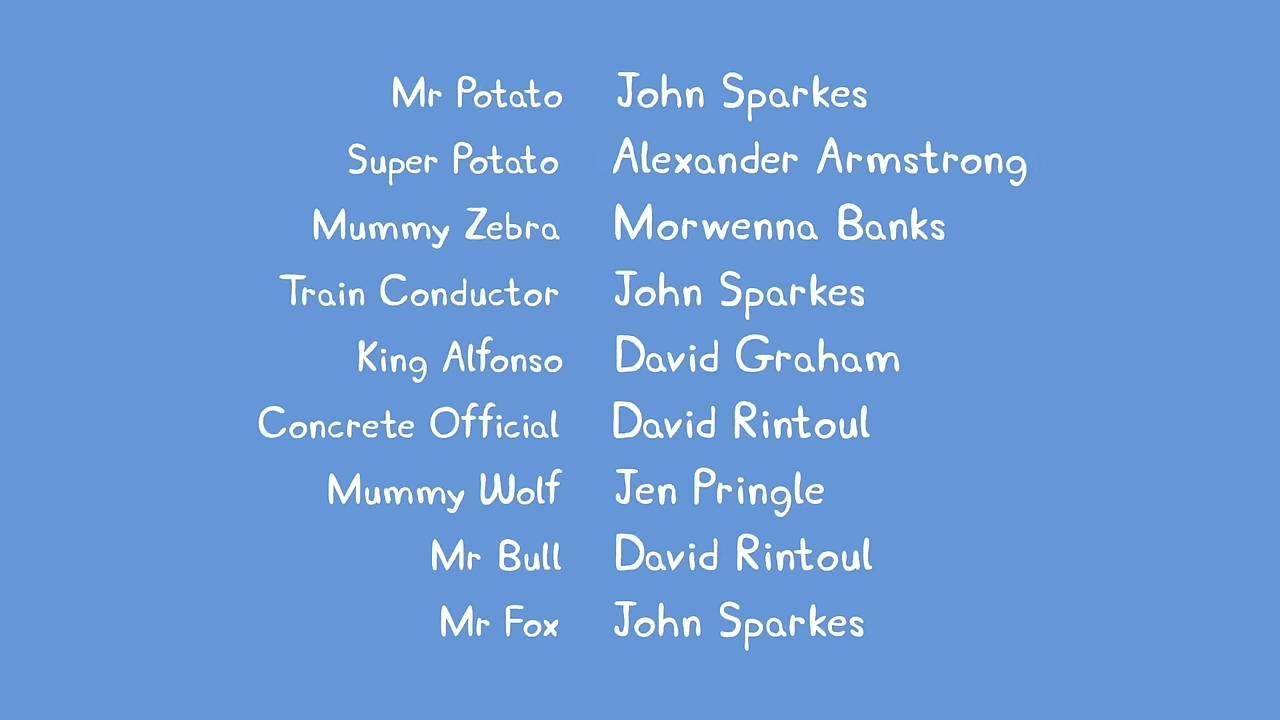 Mr Potato John Sparkes
Super Potato Alexander Armstrong
Mummy Zebra Morwenna Banks
Train Conductor John Sparkes
King Alfonso David Graham
Concrete Official David Rintoul
Mummy Wolf Jen Pringle
Mr Bull David Rintoul
Mr Fox John Sparkes